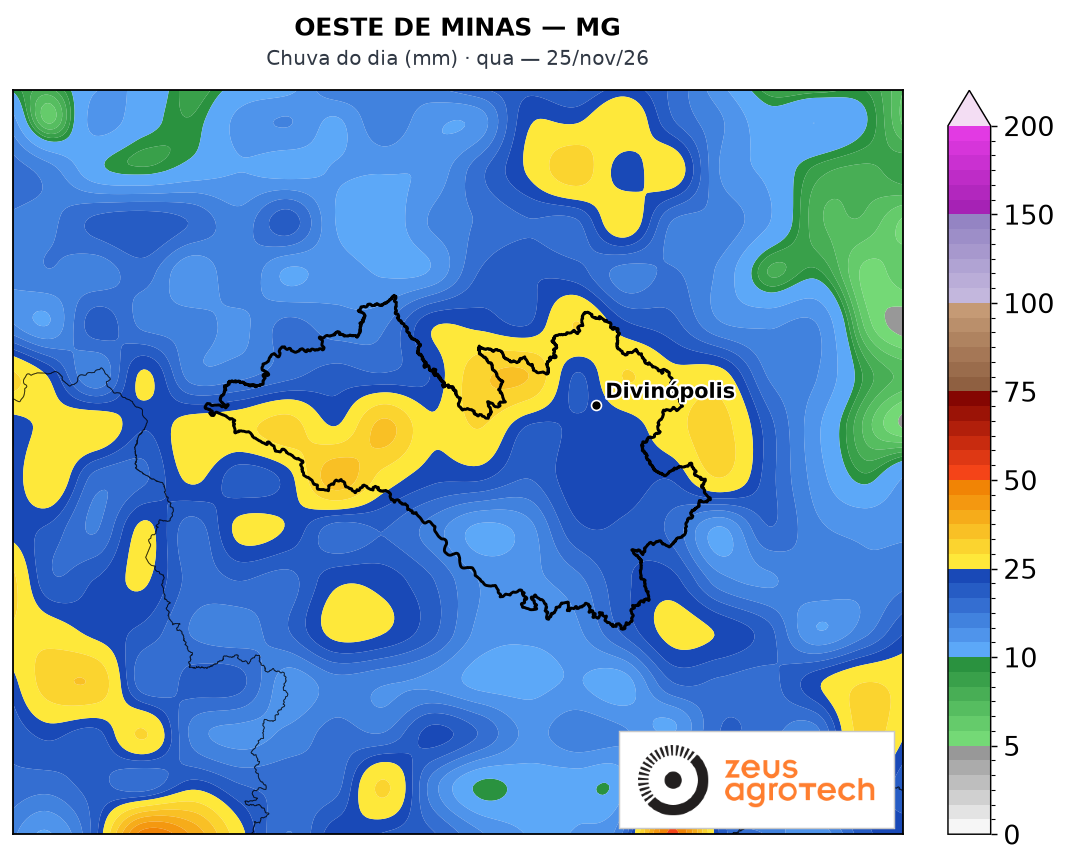 OESTE DE MINAS — MG
Chuva do dia (mm) · qua — 25/nov/26
200
150
100
75
50
25
10
5
0
Divinópolis
zeus
agrotech